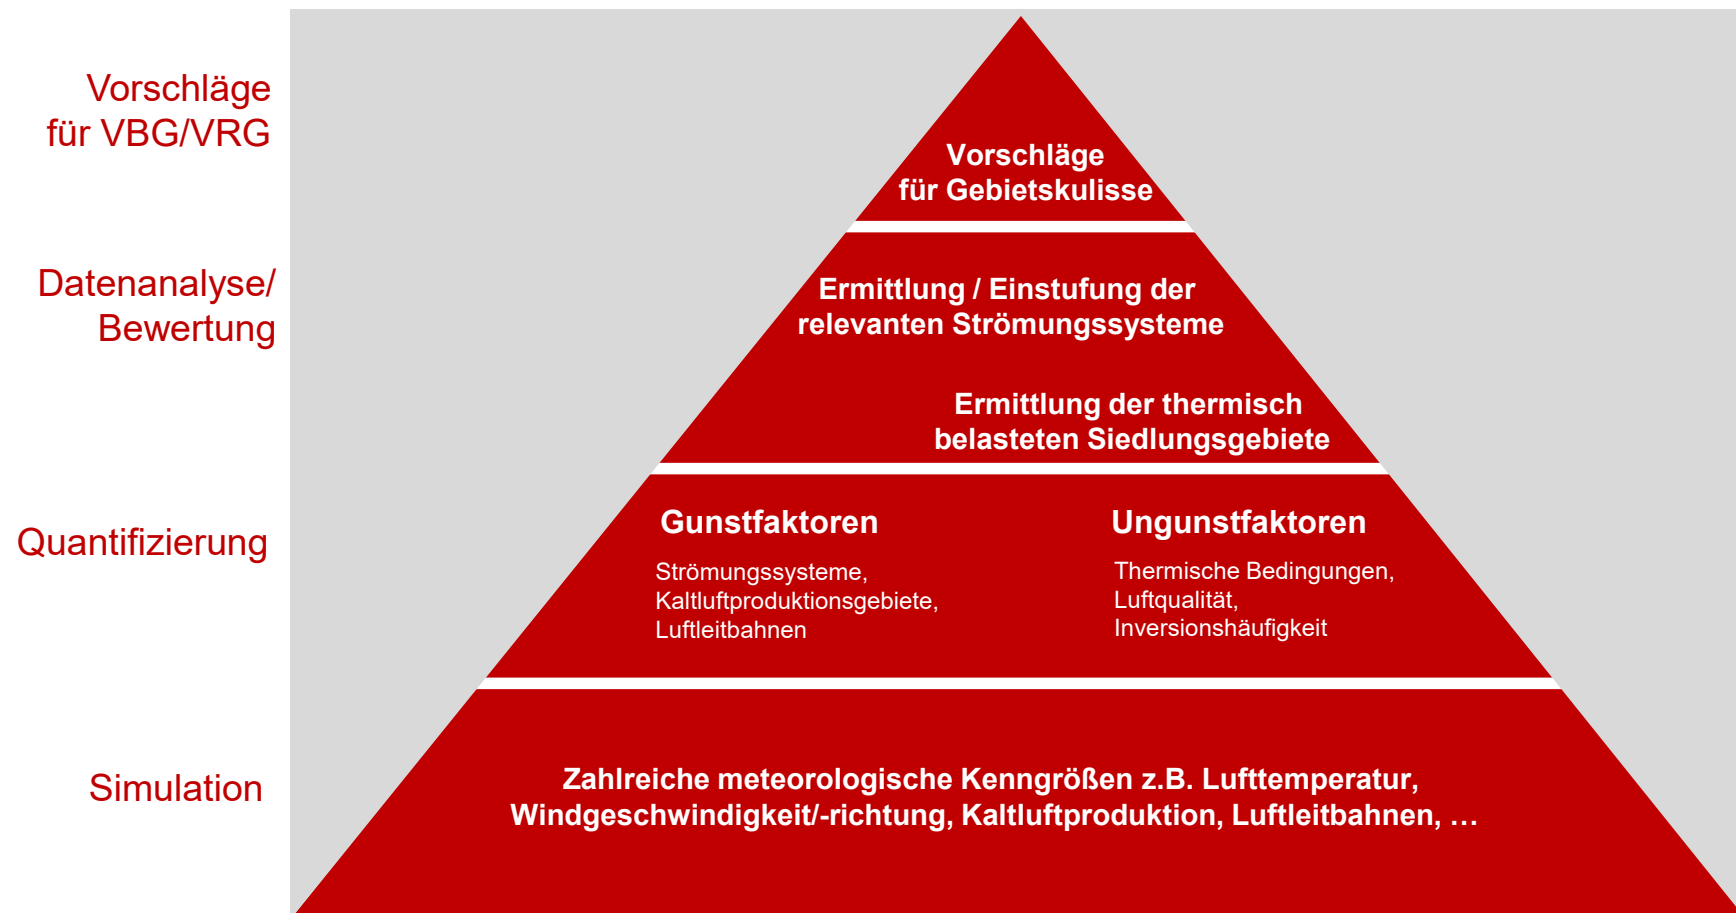 Vorschläge
für VBG/VRG
Vorschläge
für Gebietskulisse
Datenanalyse/
Bewertung
Ermittlung / Einstufung der
relevanten Strömungssysteme
Ermittlung der thermisch
belasteten Siedlungsgebiete
Quantifizierung
Gunstfaktoren
Strömungssysteme,
Kaltluftproduktionsgebiete,
Luftleitbahnen
Ungunstfaktoren
Thermische Bedingungen,
Luftqualität,
Inversionshäufigkeit
Simulation
Zahlreiche meteorologische Kenngrößen z.B. Lufttemperatur,
Windgeschwindigkeit/-richtung, Kaltluftproduktion, Luftleitbahnen, …